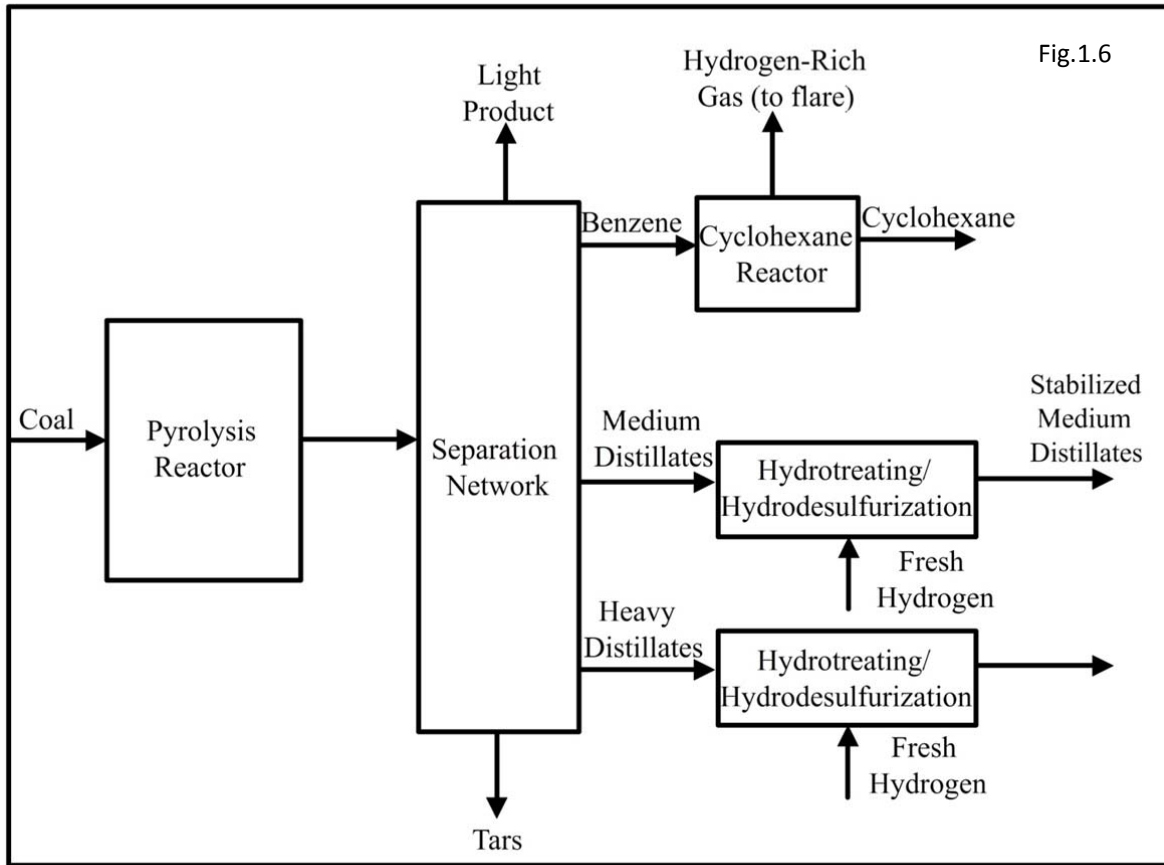 Fig.1.6
Light
Product
Hydrogen-Rich
Gas (to flare)
Benzene
Cyclohexane
Reactor
Cyclohexane
Coal
Pyrolysis
Reactor
Separation
Network
Medium
Distillates
Hydrotreating/
Hydrodesulfurization
Stabilized
Medium
Distillates
Fresh
Hydrogen
Heavy
Distillates
Hydrotreating/
Hydrodesulfurization
Fresh
Hydrogen
Tars